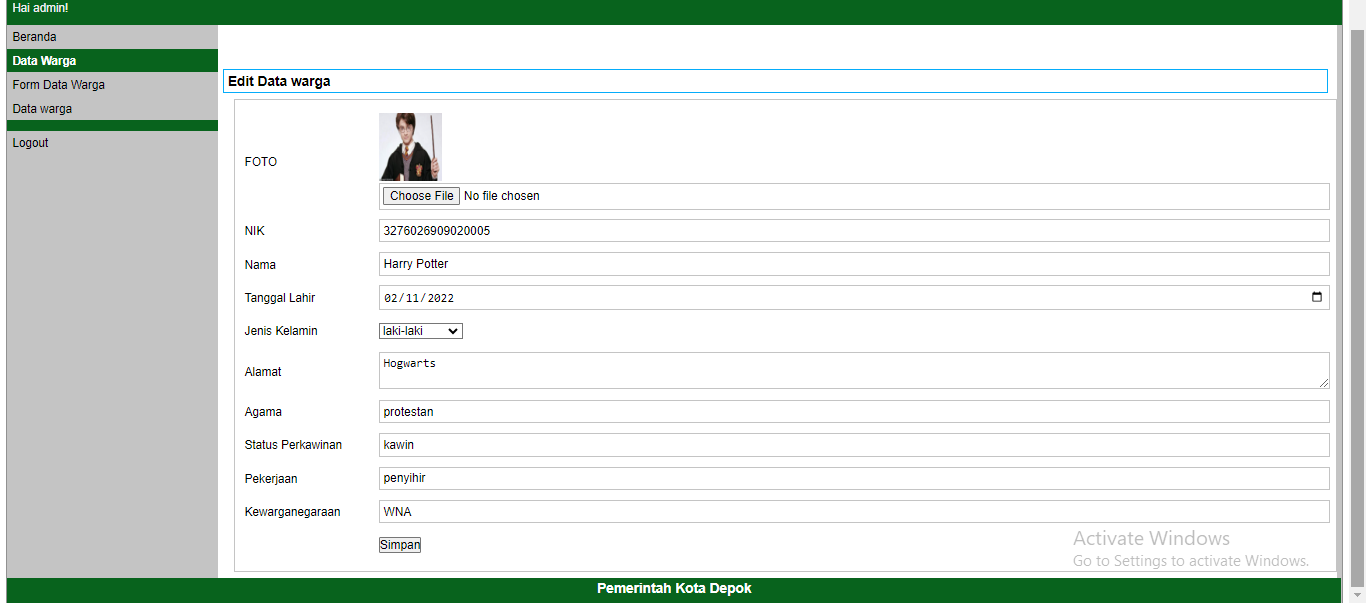 Hai admin!
Beranda
Data Warga
Form Data Warga
Data warga
Logout
Edit Data warga
FOTO
Choose File No file chosen
NIK 3276026909020005
Nama Harry Potter
Tanggal Lahir 02/11/2022
Jenis Kelamin laki-laki
Alamat Hogwarts
Agama protestan
Status Perkawinan kawin
Pekerjaan penyihir
Kewarganegaraan WNA
Simpan
Activate Windows
Go to Settings to activate Windows.
Pemerintah Kota Depok